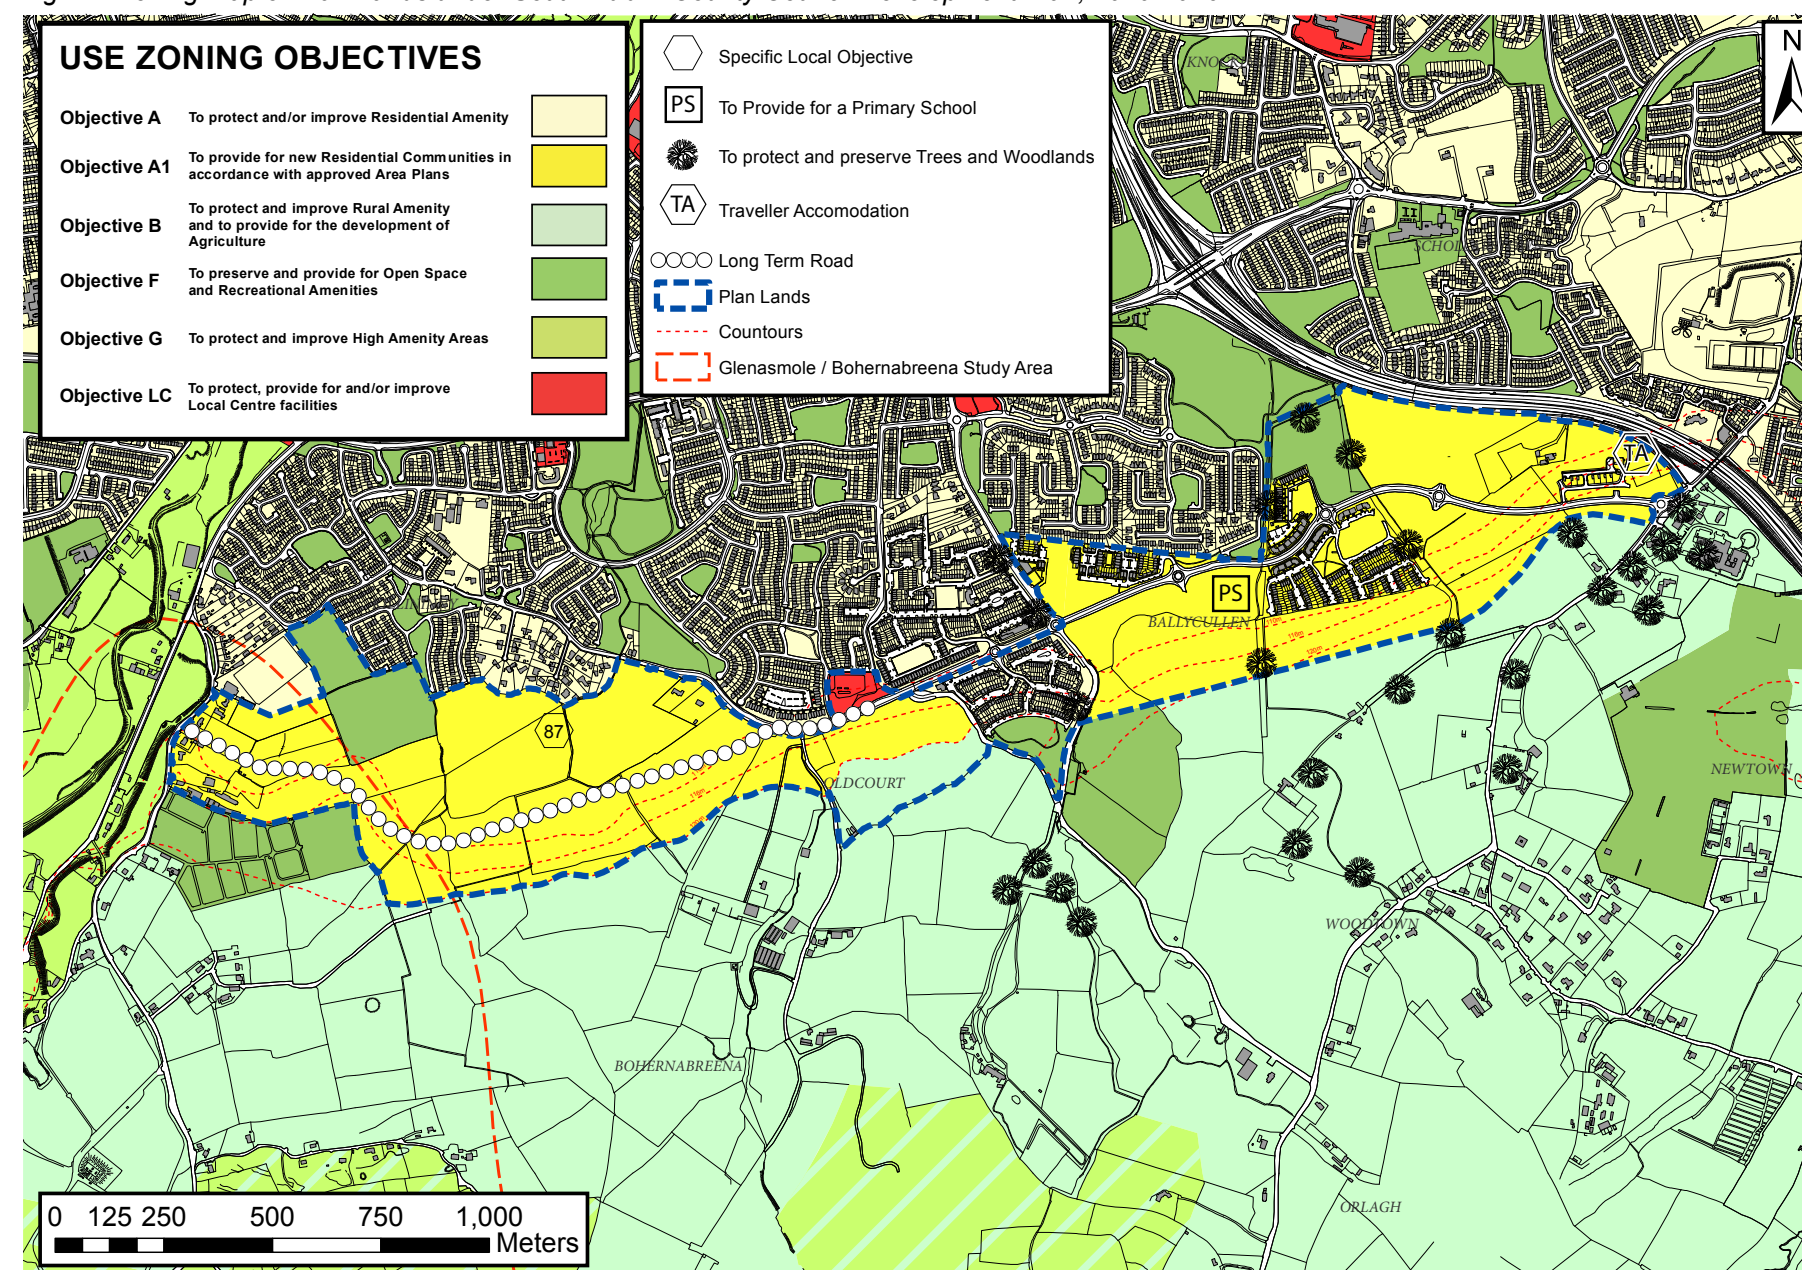 USE ZONING OBJECTIVES
Objective A
To protect and/or improve Residential Amenity
Objective A1
To provide for new Residential Communities in
accordance with approved Area Plans
Objective B
To protect and improve Rural Amenity
and to provide for the development of
Agriculture
Objective F
To preserve and provide for Open Space
and Recreational Amenities
Objective G
To protect and improve High Amenity Areas
Objective LC
To protect, provide for and/or improve
Local Centre facilities
Specific Local Objective
PS
To Provide for a Primary School
To protect and preserve Trees and Woodlands
TA
Traveller Accomodation
Long Term Road
Plan Lands
Countours
Glenasmole / Bohernabreena Study Area
N
TA
PS
BALLYCULLEN
110m
110m
120m
87
OLDCOURT
110m
NEWTOWN
WOODTOWN
BOHERNABREENA
ORLAGH
0 125 250 500 750 1,000
Meters